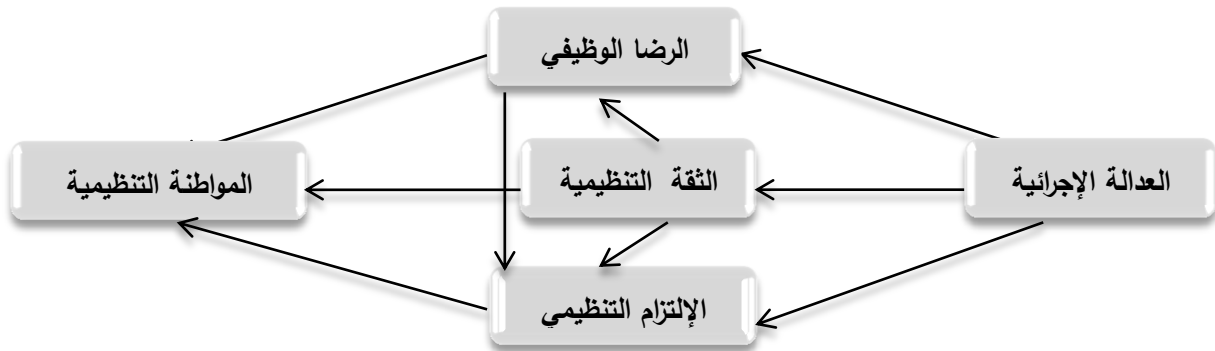 الرضا الوظيفي
العدالة الإجرائية
الثقة التنظيمية
المواطنة التنظيمية
الإلتزام التنظيمي